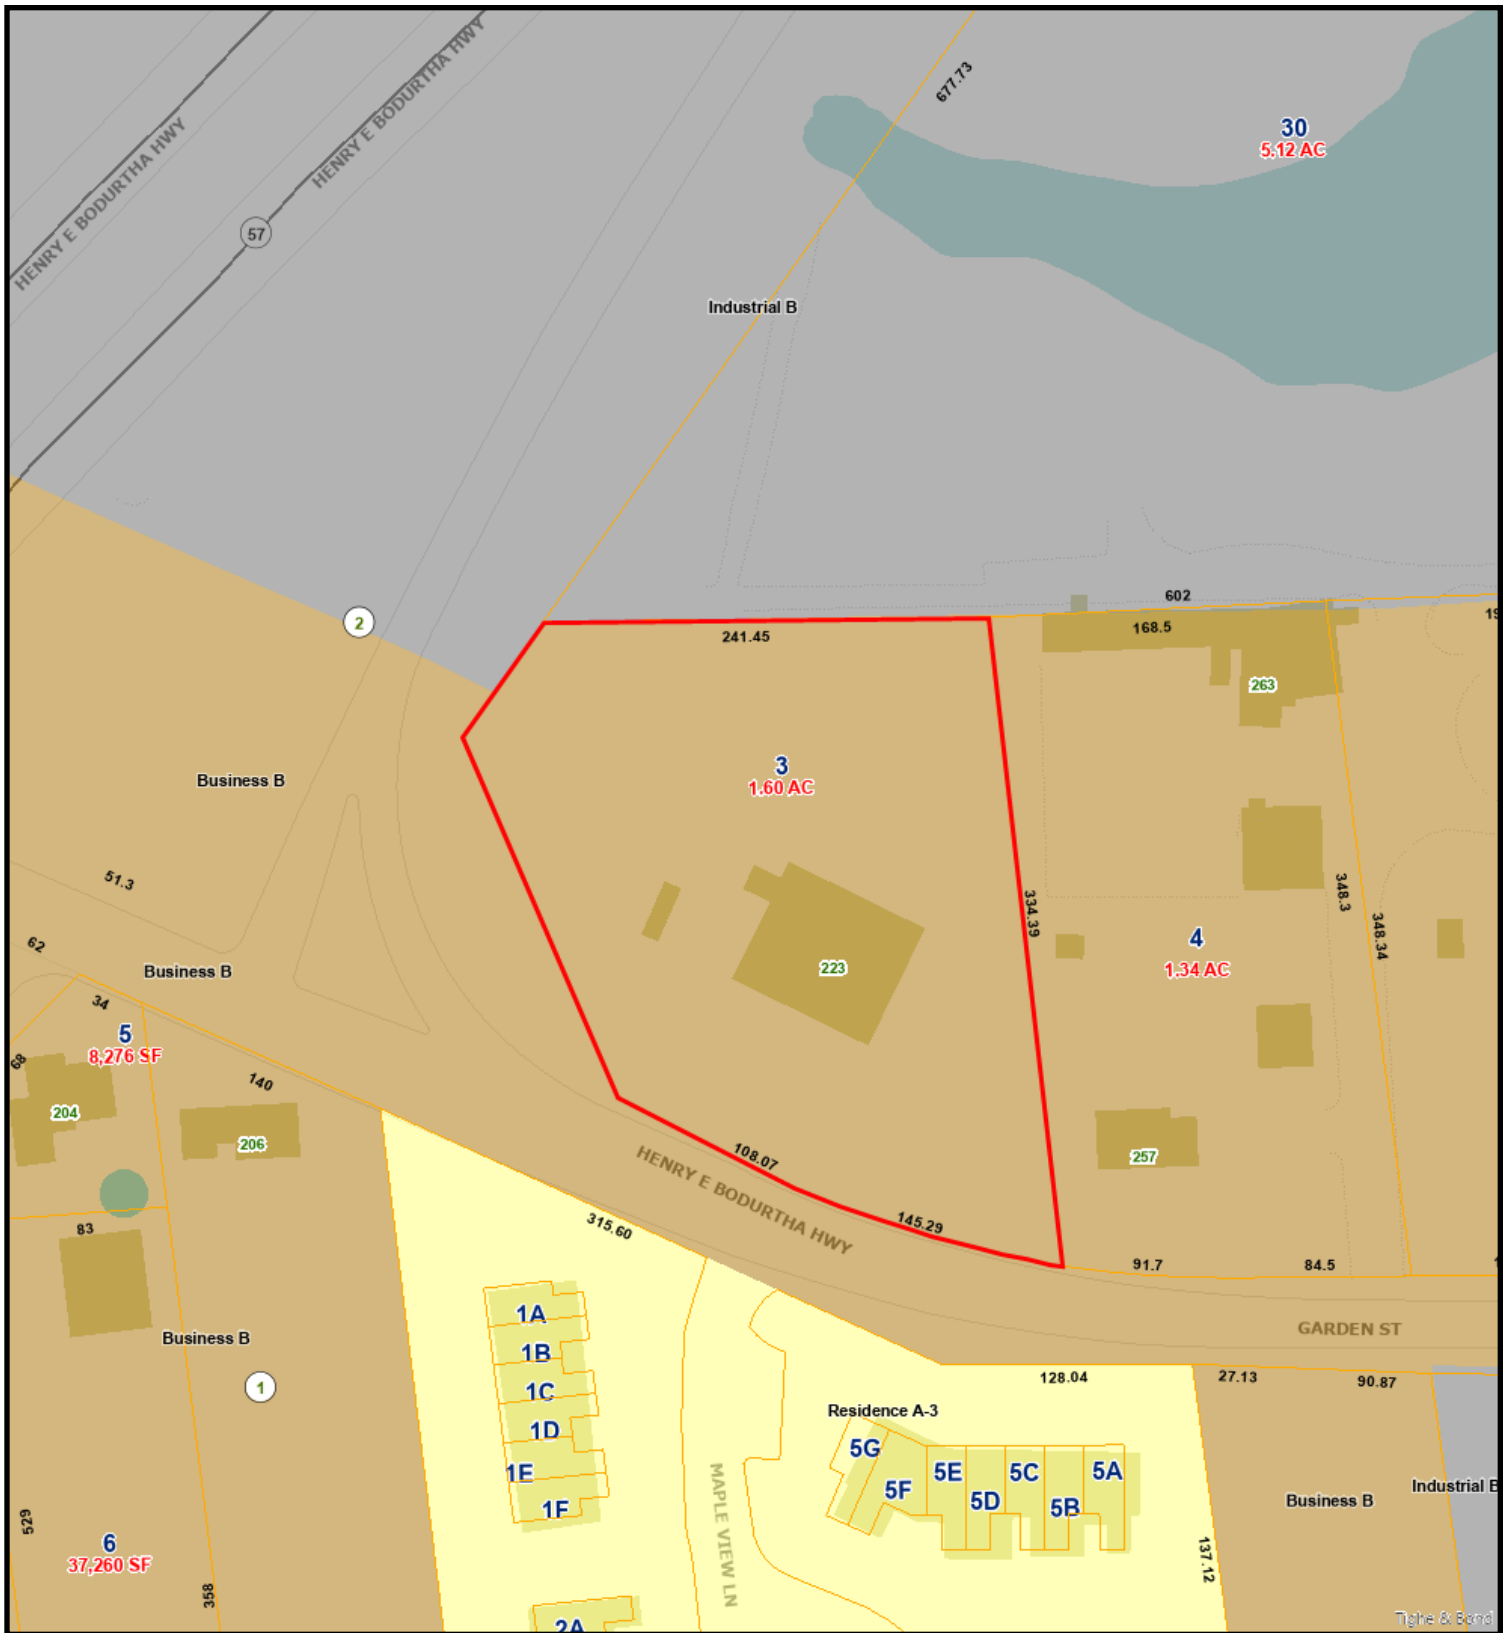 677.73
30
5.12 AC
HENRY E BODURTHA HWY
HENRY E BODURTHA HWY
57
Industrial B
2
602
168.5
19
241.45
263
3
1.60 AC
Business B
51.3
348.3
348.34
334.39
62
4
1.34 AC
Business B
223
34
5
8,276 SF
68
140
204
206
257
108.07
HENRY E BODURTHA HWY
145.29
83
315.60
91.7
84.5
1A
GARDEN ST
Business B
1B
128.04
27.13
90.87
1
1C
Residence A-3
1D
5G
1E
5F
5E
5D
5C
5B
5A
1F
Industrial B
Business B
MAPLE VIEW LN
529
6
37,260 SF
358
137.12
2A
Tighe & Bond